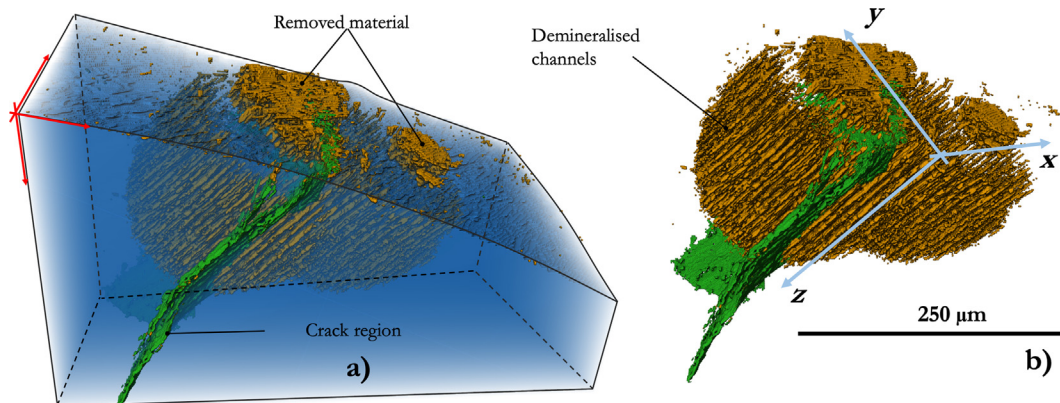 Removed material
Demineralised
channels
y
x
z
Crack region
a)
250 µm
b)